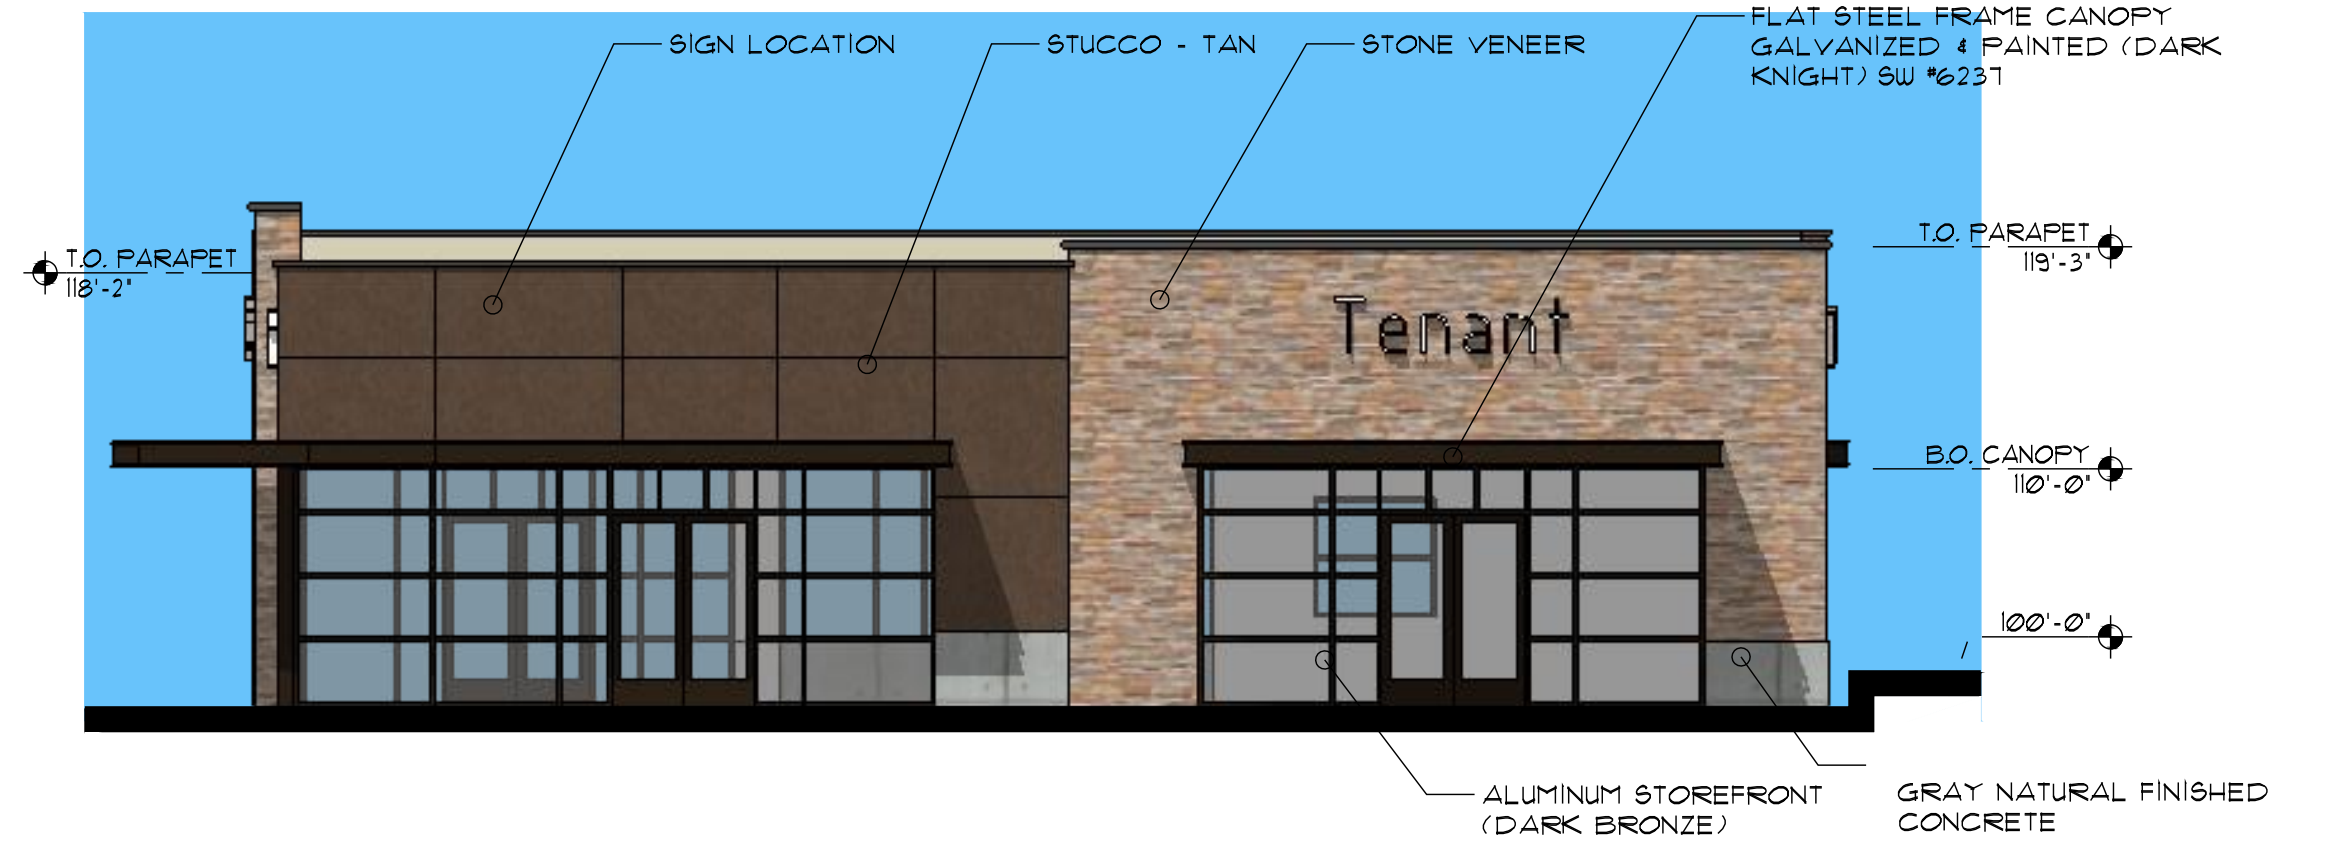 SIGN LOCATION
STUCCO - TAN
STONE VENEER
FLAT STEEL FRAME CANOPY
GALVANIZED & PAINTED (DARK
KNIGHT) SW #6237
T.O. PARAPET
118'-2"
T.O. PARAPET
119'-3"
Tenant
B.O. CANOPY
110'-0"
100'-0"
ALUMINUM STOREFRONT
(DARK BRONZE)
GRAY NATURAL FINISHED
CONCRETE